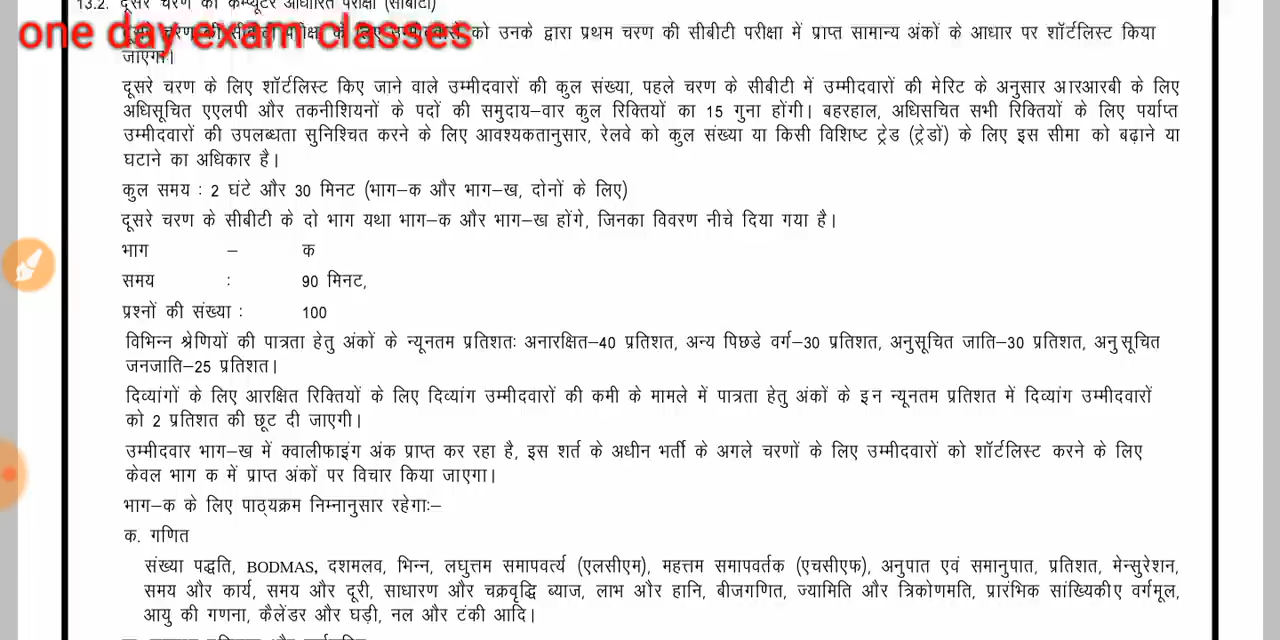 13.2. दूसरे चरण की कम्प्यूटर आधारित परीक्षा (सीबीटी)
one day exam classes
दूसरे चरण की सीबीटी परीक्षा के लिए उम्मीदवारों को उनके द्वारा प्रथम चरण की सीबीटी परीक्षा में प्राप्त सामान्य अंकों के आधार पर शॉर्टलिस्ट किया
जाएगा।
दूसरे चरण के लिए शॉर्टलिस्ट किए जाने वाले उम्मीदवारों की कुल संख्या, पहले चरण के सीबीटी में उम्मीदवारों की मेरिट के अनुसार आरआरबी के लिए
अधिसूचित एएलपी और तकनीशियनों के पदों की समुदाय–वार कुल रिक्तियों का 15 गुना होंगी। बहरहाल, अधिसचित सभी रिक्तियों के लिए पर्याप्त
उम्मीदवारों की उपलब्धता सुनिश्चित करने के लिए आवश्यकतानुसार, रेलवे को कुल संख्या या किसी विशिष्ट ट्रेड (ट्रेडों) के लिए इस सीमा को बढ़ाने या
घटाने का अधिकार है।
कुल समय : 2 घंटे और 30 मिनट (भाग–क और भाग–ख, दोनों के लिए)
दूसरे चरण के सीबीटी के दो भाग यथा भाग–क और भाग–ख होंगे, जिनका विवरण नीचे दिया गया है।
भाग – क
समय : 90 मिनट,
प्रश्नों की संख्या : 100
विभिन्न श्रेणियों की पात्रता हेतु अंकों के न्यूनतम प्रतिशतः अनारक्षित–40 प्रतिशत, अन्य पिछडे वर्ग–30 प्रतिशत, अनुसूचित जाति–30 प्रतिशत, अनुसूचित
जनजाति–25 प्रतिशत।
दिव्यांगों के लिए आरक्षित रिक्तियों के लिए दिव्यांग उम्मीदवारों की कमी के मामले में पात्रता हेतु अंकों के इन न्यूनतम प्रतिशत में दिव्यांग उम्मीदवारों
को 2 प्रतिशत की छूट दी जाएगी।
उम्मीदवार भाग–ख में क्वालीफाइंग अंक प्राप्त कर रहा है, इस शर्त के अधीन भर्ती के अगले चरणों के लिए उम्मीदवारों को शॉर्टलिस्ट करने के लिए
केवल भाग क में प्राप्त अंकों पर विचार किया जाएगा।
भाग–क के लिए पाठ्यक्रम निम्नानुसार रहेगाः–
क. गणित
संख्या पद्धति, BODMAS, दशमलव, भिन्न, लघुत्तम समापवर्त्य (एलसीएम), महत्तम समापवर्तक (एचसीएफ), अनुपात एवं समानुपात, प्रतिशत, मेन्सुरेशन,
समय और कार्य, समय और दूरी, साधारण और चक्रवृद्धि ब्याज, लाभ और हानि, बीजगणित, ज्यामिति और त्रिकोणमति, प्रारंभिक सांख्यिकीए वर्गमूल,
आयु की गणना, कैलेंडर और घड़ी, नल और टंकी आदि।